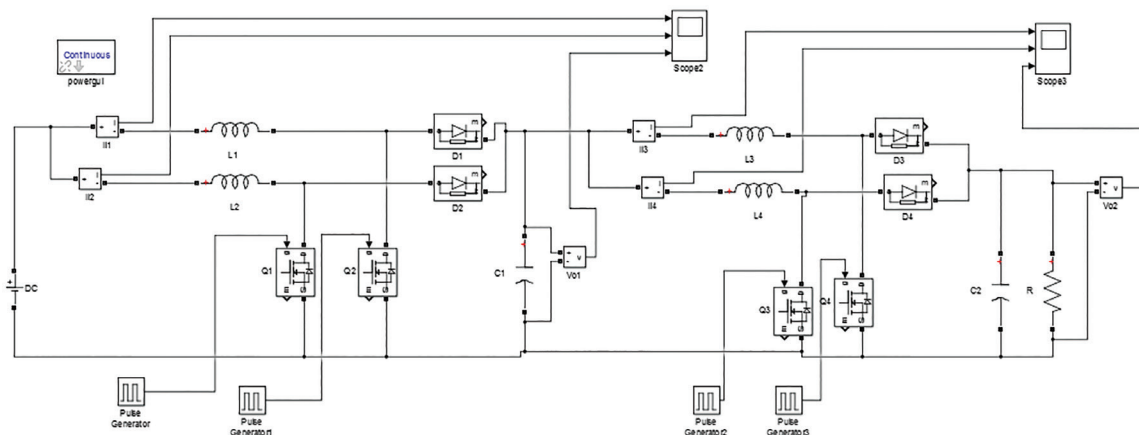 Continuous
powergui
Scope2
Scope3
Il1
L1
D1
Il2
L2
D2
Il3
L3
D3
Il4
L4
D4
Vo2
DC
Q1
Q2
C1
Vo1
Q3
Q4
C2
R
Pulse
Generator
Pulse
Generator1
Pulse
Generator2
Pulse
Generator3